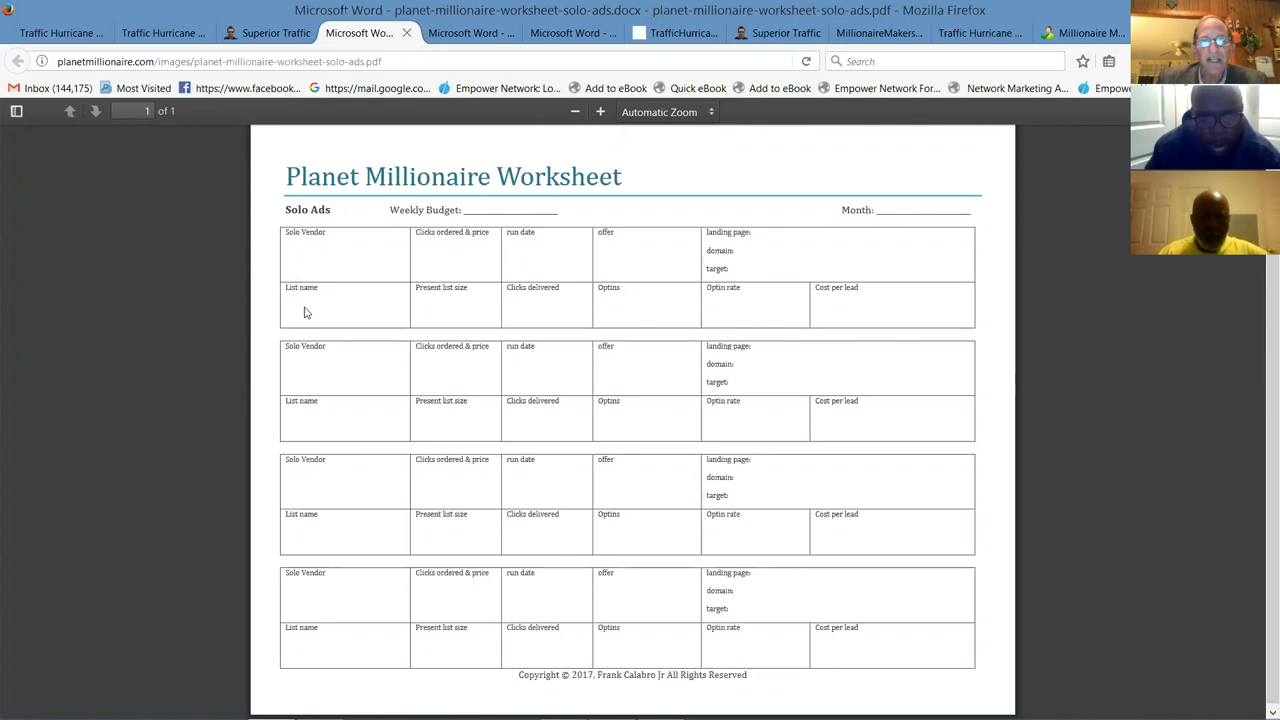 Microsoft Word - planet-millionaire-worksheet-solo-ads.docx - planet-millionaire-worksheet-solo-ads.pdf - Mozilla Firefox
Traffic Hurricane ... Traffic Hurricane ... Superior Traffic Microsoft Wo... Microsoft Word - ... Microsoft Word - ... TrafficHurrica... Superior Traffic MillionaireMakers... Traffic Hurricane ... Millionaire M
planetmillionaire.com/images/planet-millionaire-worksheet-solo-ads.pdf Search
Inbox (144,175) Most Visited https://www.facebook... https://mail.google.co... Empower Network: Lo... Add to eBook Quick eBook Add to eBook Empower Network For... Network Marketing A... Empowe
1 of 1 Automatic Zoom
Planet Millionaire Worksheet
Solo Ads Weekly Budget: Month:
Solo Vendor Clicks ordered & price run date offer landing page:
domain:
target:
List name Present list size Clicks delivered Optins Optin rate Cost per lead
Solo Vendor Clicks ordered & price run date offer landing page:
domain:
target:
List name Present list size Clicks delivered Optins Optin rate Cost per lead
Solo Vendor Clicks ordered & price run date offer landing page:
domain:
target:
List name Present list size Clicks delivered Optins Optin rate Cost per lead
Solo Vendor Clicks ordered & price run date offer landing page:
domain:
target:
List name Present list size Clicks delivered Optins Optin rate Cost per lead
Copyright © 2017, Frank Calabro Jr All Rights Reserved